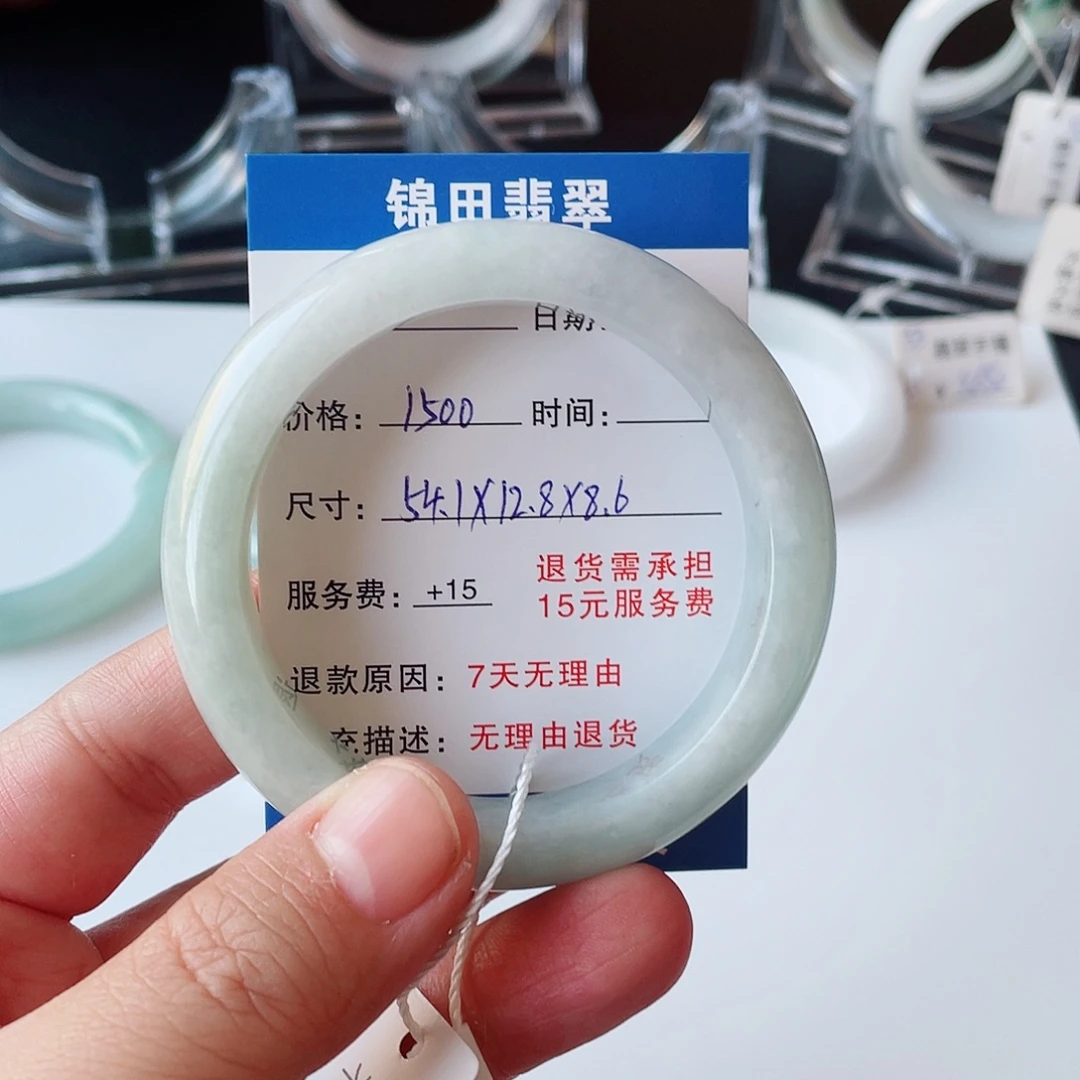 锦田翡翠
日期:
价格: 1500 时间:
尺寸: 54.1X12.8X8.6
服务费: +15
退货需承担
15元服务费
退款原因: 7天无理由
充描述: 无理由退货